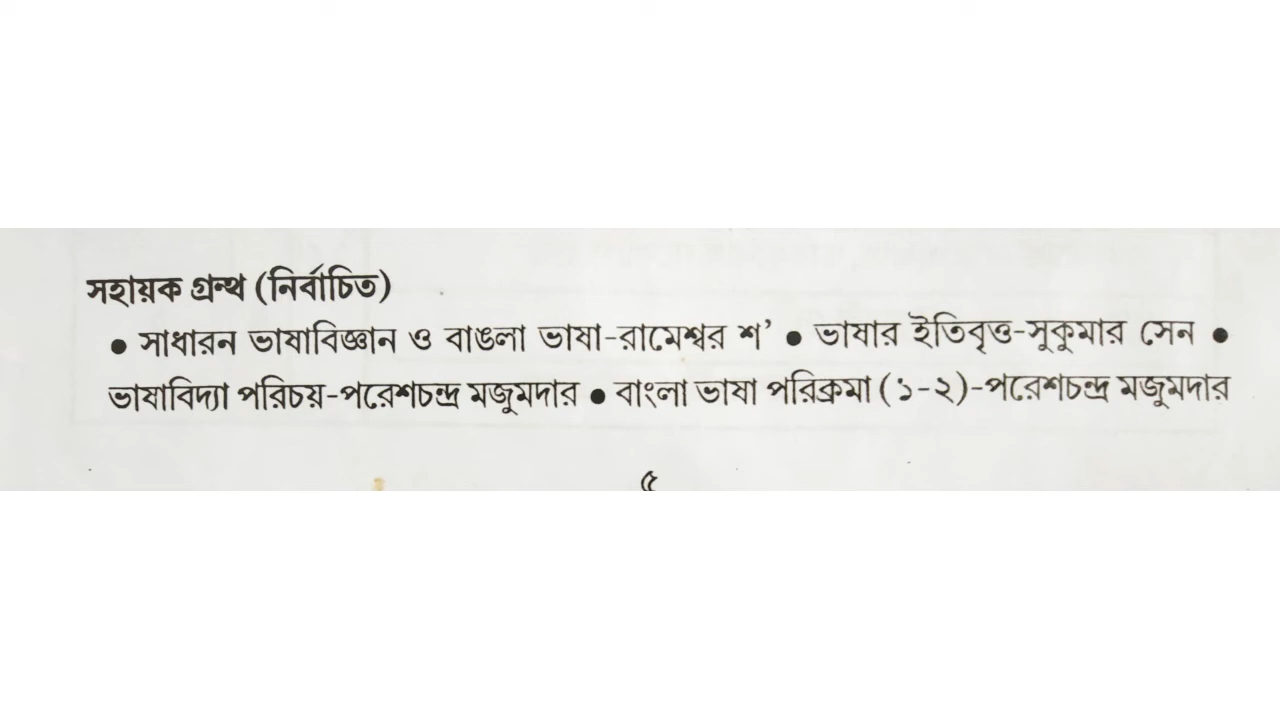 সহায়ক গ্রন্থ (নির্বাচিত)
● সাধারন ভাষাবিজ্ঞান ও বাঙলা ভাষা-রামেশ্বর শ’ ● ভাষার ইতিবৃত্ত-সুকুমার সেন ●
ভাষাবিদ্যা পরিচয়-পরেশচন্দ্র মজুমদার ● বাংলা ভাষা পরিক্রমা (১-২)-পরেশচন্দ্র মজুমদার
৫